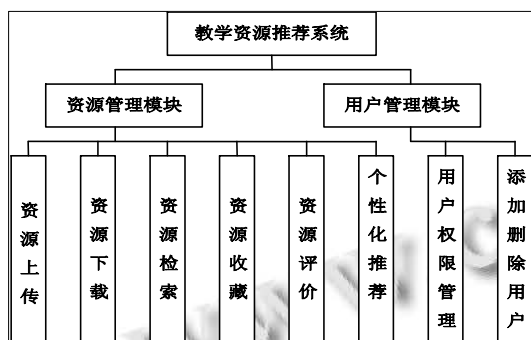 教学资源推荐系统
资源管理模块
用户管理模块
资源上传
资源下载
资源检索
资源收藏
资源评价
个性化推荐
用户权限管理
添加删除用户